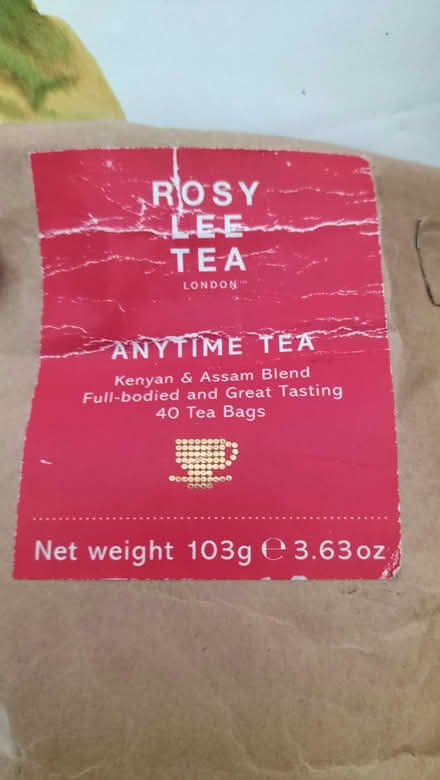 ROSY
LEE
TEA
LONDON™
ANYTIME TEA
Kenyan & Assam Blend
Full-bodied and Great Tasting
40 Tea Bags
Net weight 103g ℮ 3.63oz